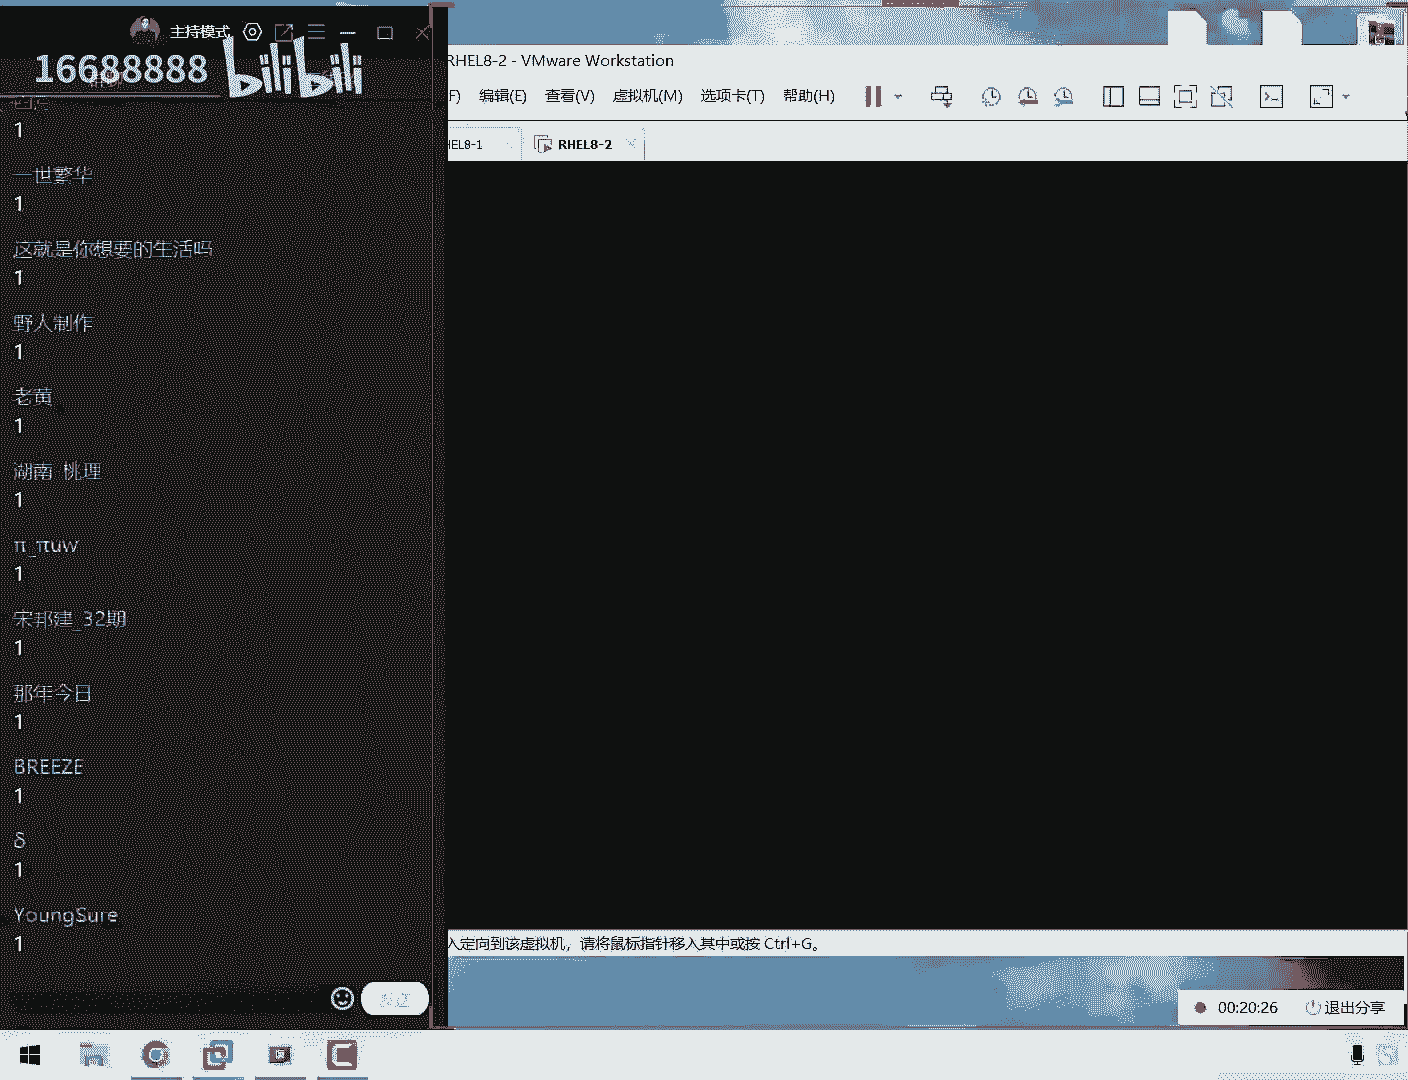 主持模式
16688888
bilibili
1
一世繁华
1
这就是你想要的生活吗
1
野人制作
1
老黄
1
湖南 桃理
1
π_πuw
1
宋邦建_32期
1
那年今日
1
BREEZE
1
δ
1
YoungSure
1
发送
RHEL8-2 - VMware Workstation
F) 编辑(E) 查看(V) 虚拟机(M) 选项卡(T) 帮助(H)
HEL8-1 RHEL8-2
入定向到该虚拟机，请将鼠标指针移入其中或按 Ctrl+G。
00:20:26 退出分享